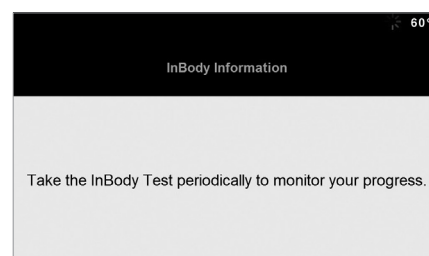 60
InBody Information
Take the InBody Test periodically to monitor your progress.